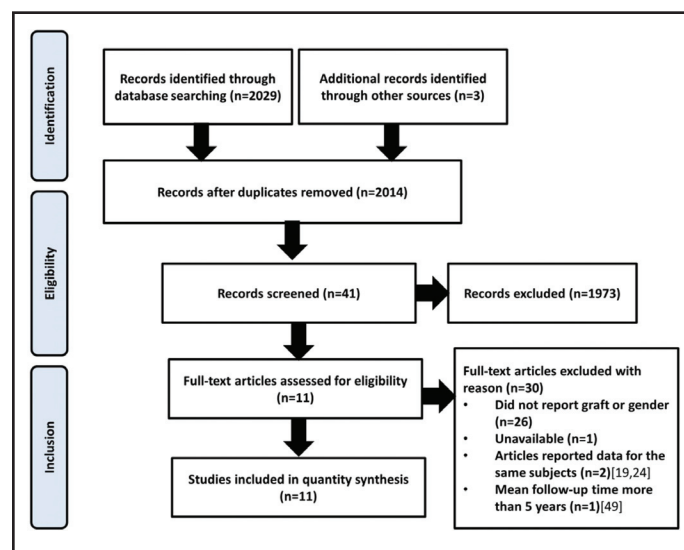 Identification
Records identified through
database searching (n=2029)
Additional records identified
through other sources (n=3)
Records after duplicates removed (n=2014)
Eligibility
Records screened (n=41)
Records excluded (n=1973)
Inclusion
Full-text articles assessed for eligibility
(n=11)
Full-text articles excluded with
reason (n=30)
• Did not report graft or gender
(n=26)
• Unavailable (n=1)
• Articles reported data for the
same subjects (n=2)[19,24]
• Mean follow-up time more
than 5 years (n=1)[49]
Studies included in quantity synthesis
(n=11)